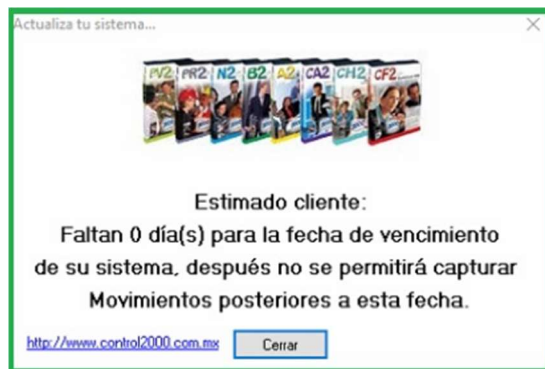 Actualiza tu sistema...
PV2 PR2 N2 B2 A2 CA2 CH2 CF2
Estimado cliente:
Faltan 0 día(s) para la fecha de vencimiento
de su sistema, después no se permitirá capturar
Movimientos posteriores a esta fecha.
http://www.control2000.com.mx Cerrar